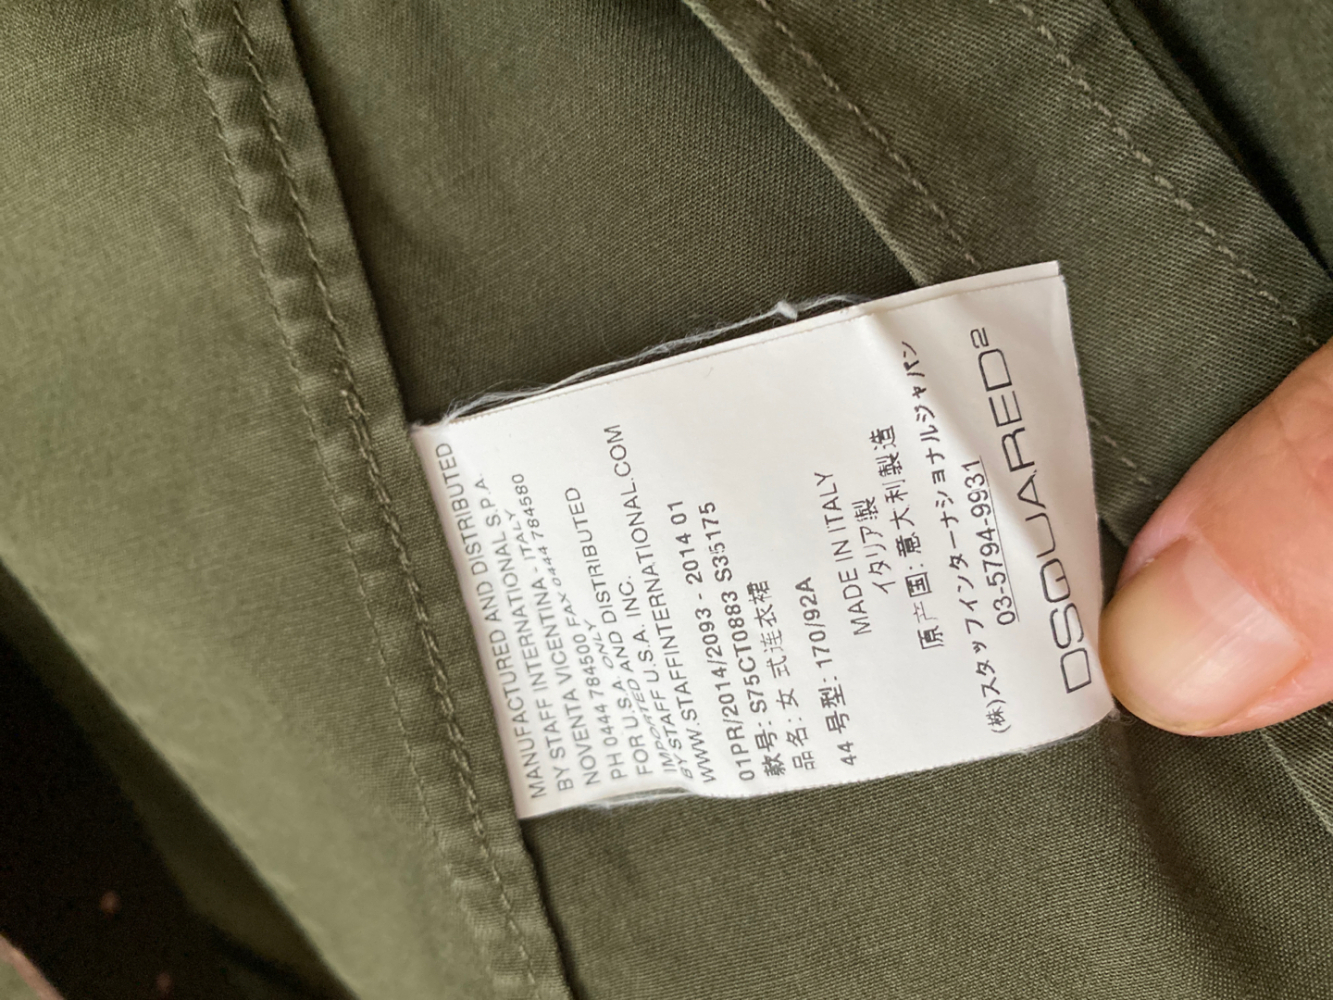 MANUFACTURED AND DISTRIBUTED
BY STAFF INTERNATIONAL S.P.A.
NOVENTA VICENTINA - ITALY
PH 0444 784500 FAX 0444 784580
FOR U.S.A. ONLY
IMPORTED AND DISTRIBUTED
BY STAFF U.S.A. INC.
WWW.STAFFINTERNATIONAL.COM
01PR/2014/2093 - 2014 01
款号: S75CT0883 S35175
品名: 女 式连衣裙
44 号型: 170/92A
MADE IN ITALY
イタリア製
原产国: 意大利製造
(株)スタッフインターナショナルジャパン
03-5794-9931
DSQUARED2